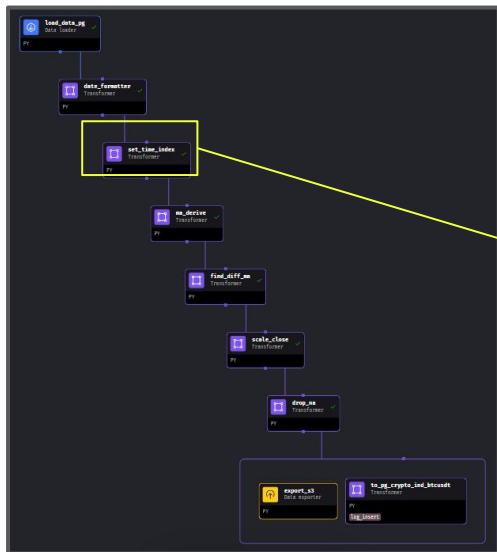 load_data_pg
Data loader
PY
date_formatter
Transformer
PY
set_time_index
Transformer
PY
ma_derive
Transformer
PY
find_diff_ma
Transformer
PY
scale_close
Transformer
PY
drop_na
Transformer
PY
export_s3
Data exporter
PY
to_pg_crypto_ind_btcusdt
Transformer
PY
log_insert